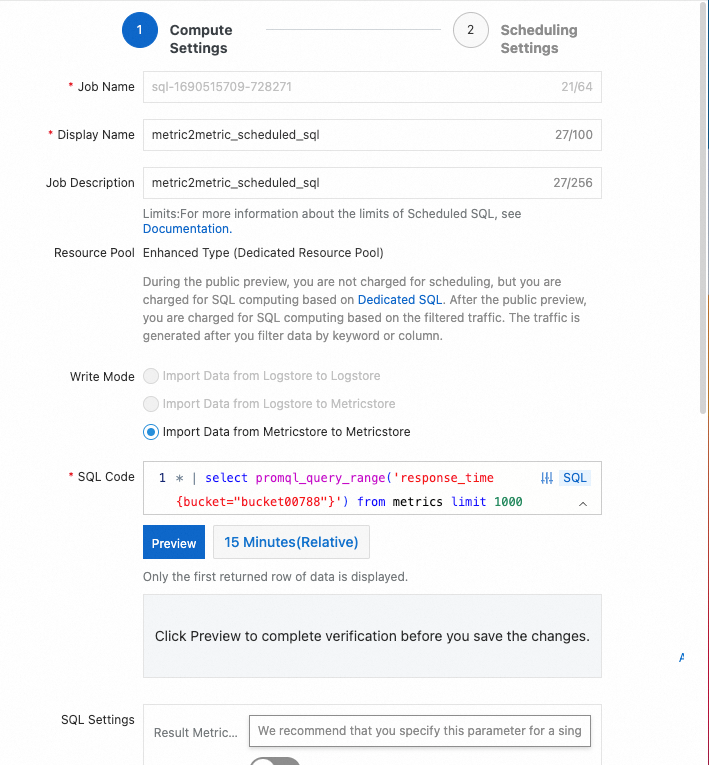 1
Compute
Settings
2
Scheduling
Settings
* Job Name
sql-1690515709-728271
21/64
* Display Name
metric2metric_scheduled_sql
27/100
Job Description
metric2metric_scheduled_sql
27/256
Limits:For more information about the limits of Scheduled SQL, see
Documentation.
Resource Pool
Enhanced Type (Dedicated Resource Pool)
During the public preview, you are not charged for scheduling, but you are
charged for SQL computing based on Dedicated SQL. After the public preview,
you are charged for SQL computing based on the filtered traffic. The traffic is
generated after you filter data by keyword or column.
Write Mode
Import Data from Logstore to Logstore
Import Data from Logstore to Metricstore
Import Data from Metricstore to Metricstore
* SQL Code
1 * | select promql_query_range('response_time
{bucket="bucket00788"}') from metrics limit 1000
SQL
Preview
15 Minutes(Relative)
Only the first returned row of data is displayed.
Click Preview to complete verification before you save the changes.
SQL Settings
Result Metric...
We recommend that you specify this parameter for a sing